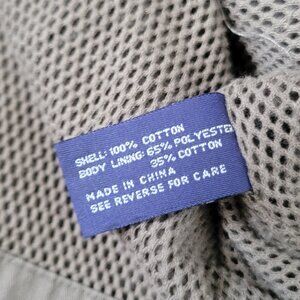 SHELL: 100% COTTON
BODY LINING: 65% POLYESTER
35% COTTON
MADE IN CHINA
SEE REVERSE FOR CARE